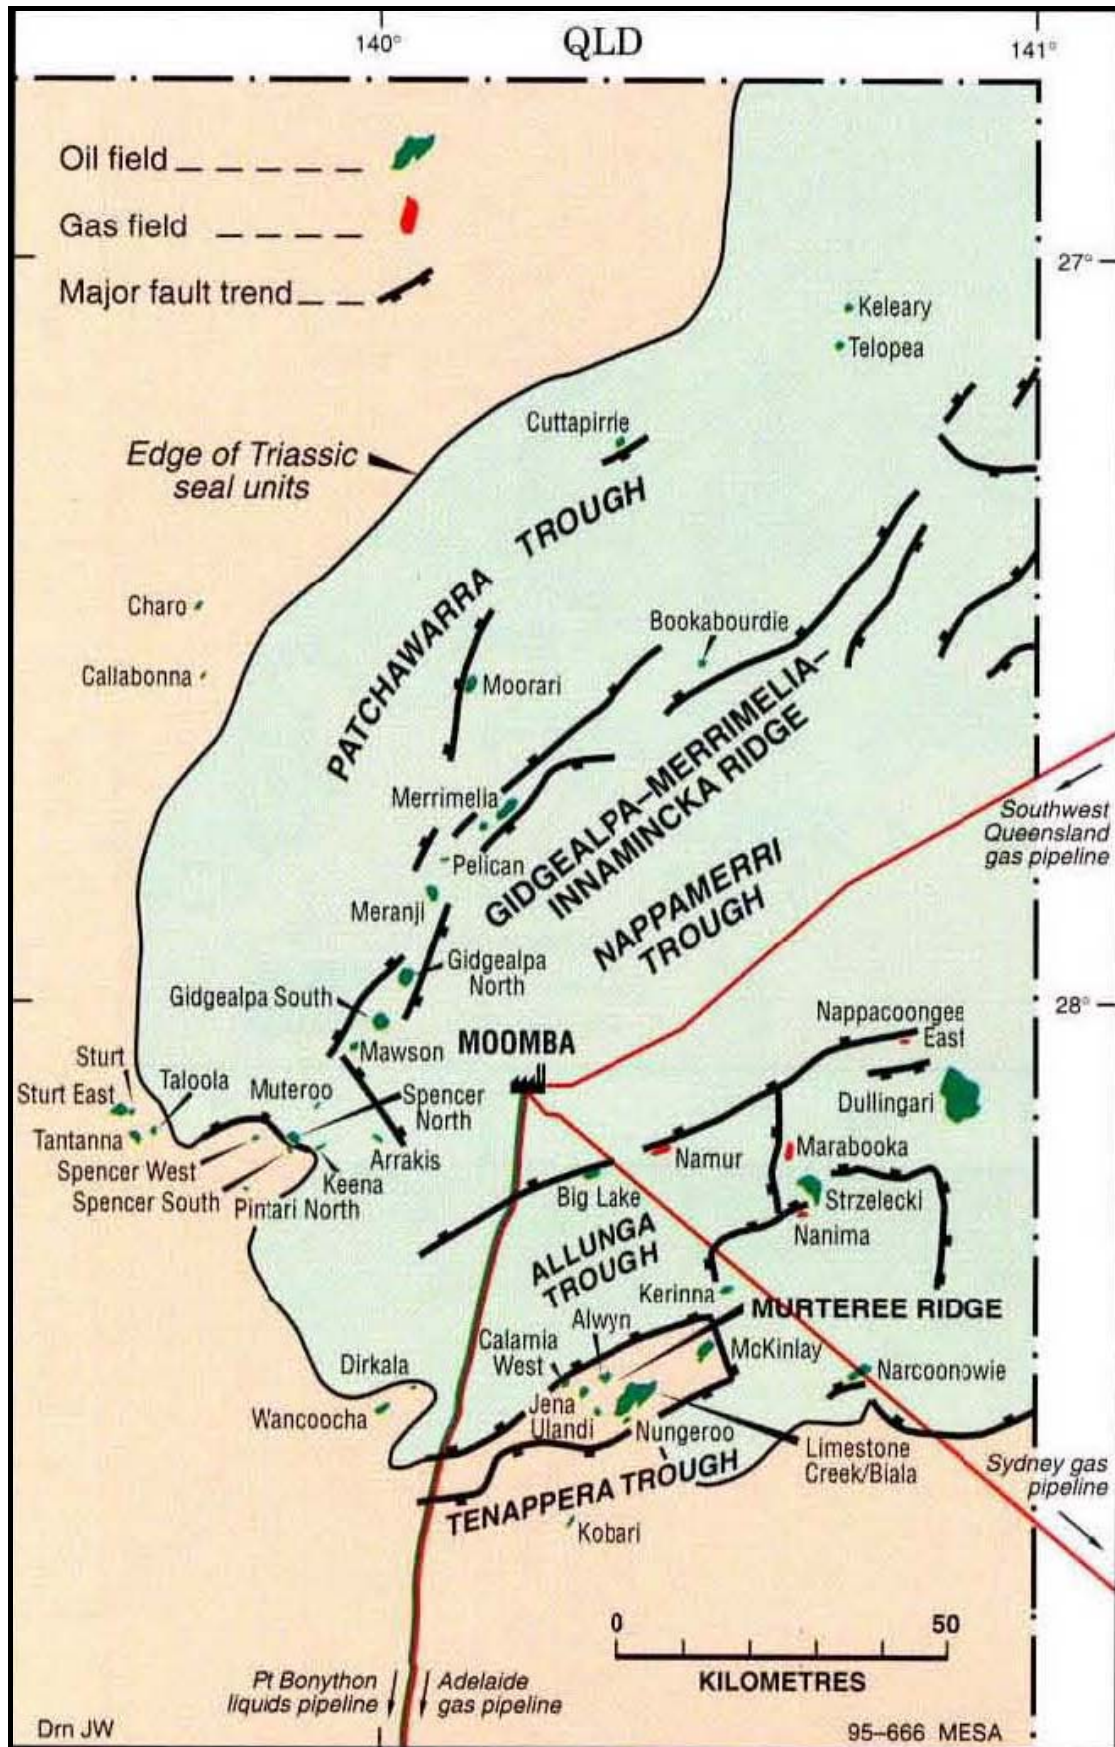 140°
QLD
141°
Oil field
Gas field
Major fault trend
27°
Keleary
Telopea
Cuttapirrie
Edge of Triassic
seal units
PATCHAWARRA TROUGH
Charo
Callabonna
Bookabourdie
Moorari
GIDGEALPA–MERRIMELIA–
INNAMINCKA RIDGE
Merrimelia
Pelican
Southwest
Queensland
gas pipeline
NAPPAMERRI
TROUGH
Meranji
Gidgealpa
North
Gidgealpa South
28°
Nappacoongee
East
MOOMBA
Mawson
Sturt
Sturt East
Taloola
Muteroo
Spencer
North
Dullingari
Tantanna
Spencer West
Spencer South
Pintari North
Keena
Arrakis
Namur
Marabooka
Big Lake
Strzelecki
Nanima
ALLUNGA
TROUGH
Kerinna
MURTEREE RIDGE
Alwyn
Calamia
West
McKinlay
Dirkala
Narcoonowie
Wancoocha
Jena
Ulandi
Nungeroo
Limestone
Creek/Biala
TENAPPERA TROUGH
Sydney gas
pipeline
Kobari
0 50
KILOMETRES
Pt Bonython
liquids pipeline
Adelaide
gas pipeline
Drn JW
95–666 MESA